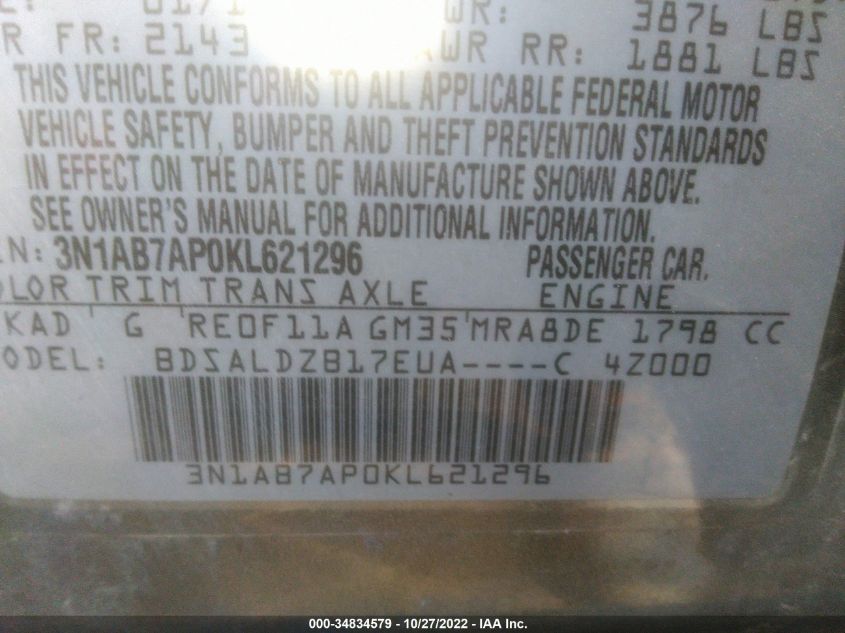 WR: 3876 LBS
R FR: 2143 WR RR: 1881 LBS
THIS VEHICLE CONFORMS TO ALL APPLICABLE FEDERAL MOTOR
VEHICLE SAFETY, BUMPER AND THEFT PREVENTION STANDARDS
IN EFFECT ON THE DATE OF MANUFACTURE SHOWN ABOVE.
SEE OWNER'S MANUAL FOR ADDITIONAL INFORMATION.
N: 3N1AB7AP0KL621296 PASSENGER CAR.
OLOR TRIM TRANS AXLE ENGINE
KAD G RE0F11A GM35 MRA8DE 1798 CC
ODEL: BDSALDZB17EUA----C 4Z000
3N1AB7AP0KL621296
000-34834579 - 10/27/2022 - IAA Inc.